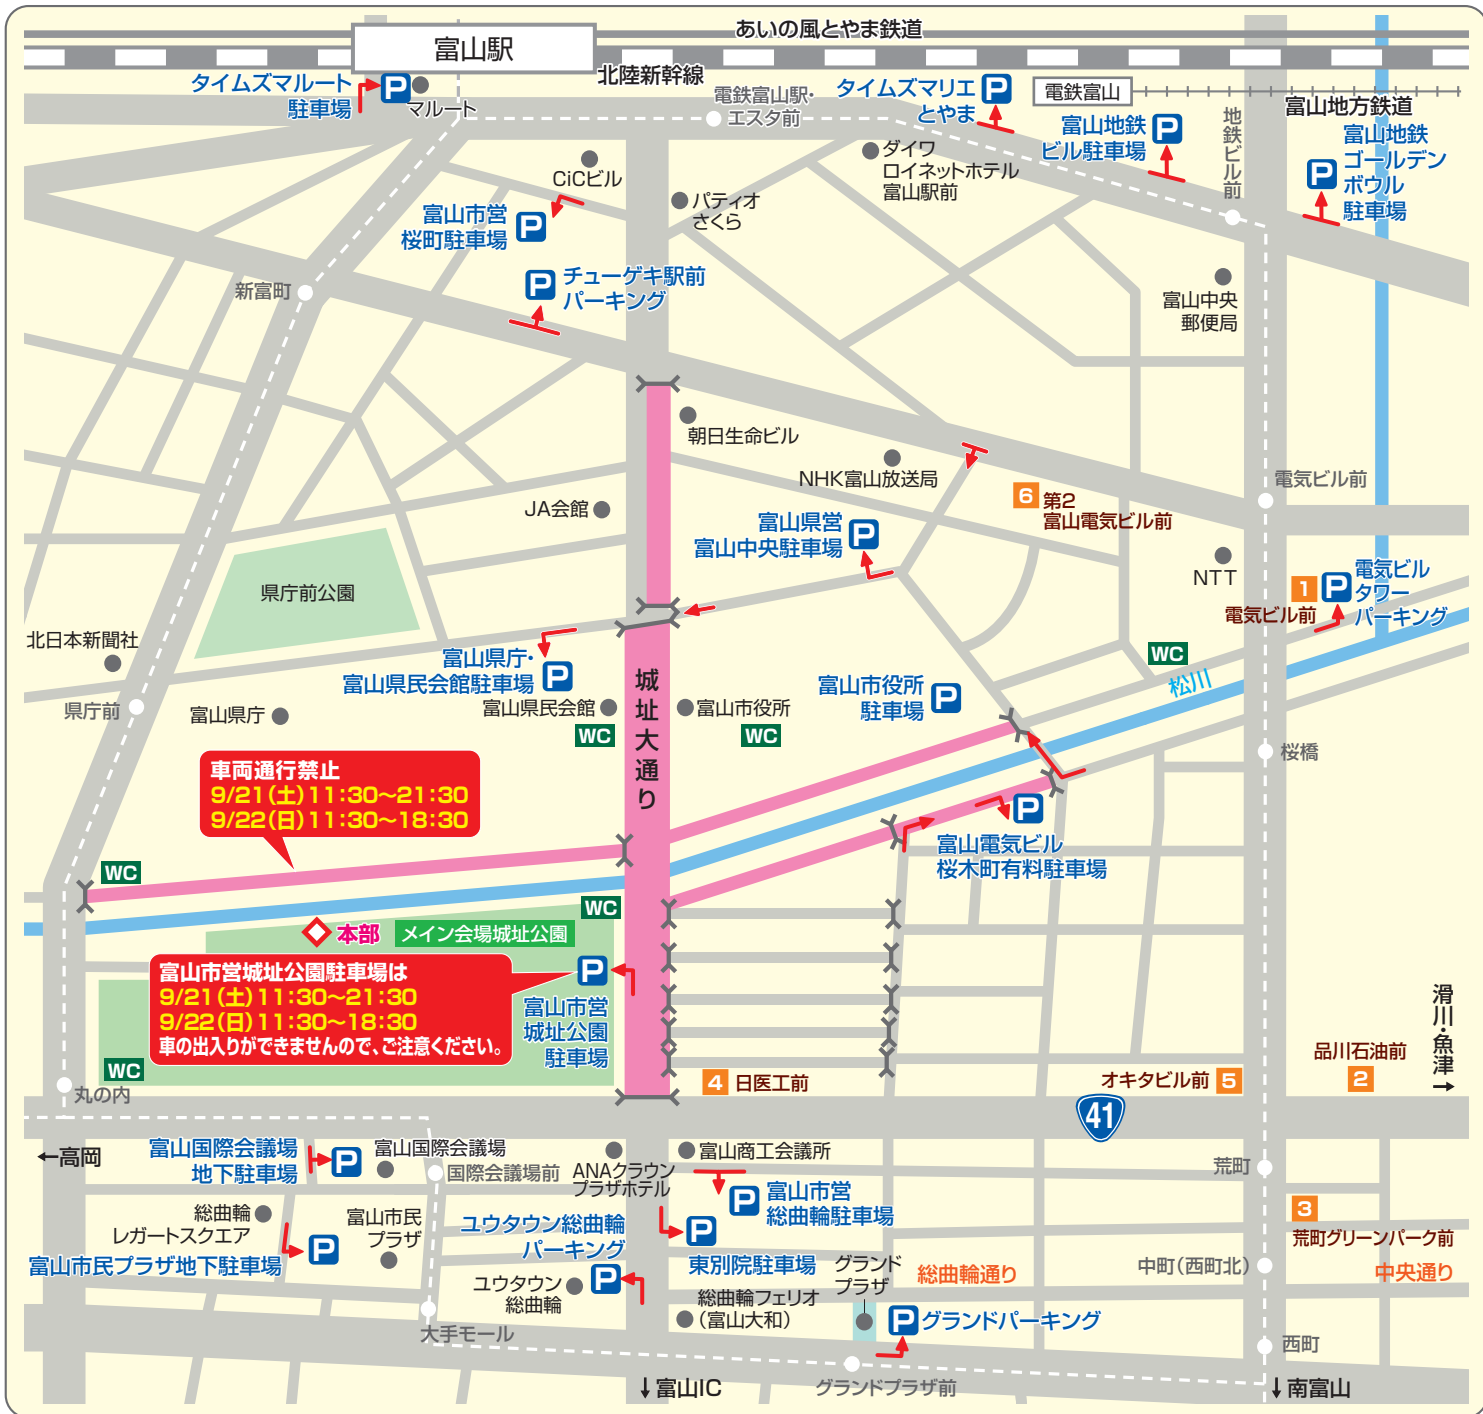 あいの風とやま鉄道
富山駅
北陸新幹線
タイムズマルート
駐車場
P
マルート
電鉄富山駅・
エスタ前
タイムズマリエ
とやま
P
電鉄富山
富山地方鉄道
富山地鉄
ビル駐車場
P
地鉄ビル前
富山地鉄
ゴールデン
ボウル
駐車場
P
CiCビル
ダイワ
ロイネットホテル
富山駅前
パティオ
さくら
富山市営
桜町駐車場
P
P
チューゲキ駅前
パーキング
新富町
富山中央
郵便局
朝日生命ビル
NHK富山放送局
電気ビル前
6
第2
富山電気ビル前
JA会館
富山県営
富山中央駐車場
P
NTT
1
電気ビル前
P
電気ビル
タワー
パーキング
県庁前公園
北日本新聞社
富山県庁・
富山県民会館駐車場
P
城址大通り
WC
松川
県庁前
富山県庁
富山県民会館
WC
富山市役所
WC
富山市役所
駐車場
P
桜橋
車両通行禁止
9/21(土)11:30～21:30
9/22(日)11:30～18:30
P
富山電気ビル
桜木町有料駐車場
WC
WC
本部
メイン会場城址公園
富山市営城址公園駐車場は
9/21(土)11:30～21:30
9/22(日)11:30～18:30
車の出入りができませんので、ご注意ください。
P
富山市営
城址公園
駐車場
WC
滑川・魚津
→
丸の内
4
日医工前
オキタビル前
5
品川石油前
2
41
←高岡
富山国際会議場
地下駐車場
P
富山国際会議場
国際会議場前
ANAクラウン
プラザホテル
富山商工会議所
荒町
総曲輪
レガートスクエア
富山市民
プラザ
富山市民プラザ地下駐車場
P
ユウタウン総曲輪
パーキング
P
ユウタウン
総曲輪
P
富山市営
総曲輪駐車場
P
東別院駐車場
グランド
プラザ
総曲輪通り
3
荒町グリーンパーク前
中町(西町北)
中央通り
総曲輪フェリオ
(富山大和)
P
グランドパーキング
大手モール
西町
↓富山IC
グランドプラザ前
↓南富山